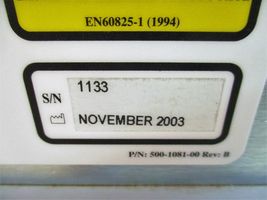 EN60825-1 (1994)
1133
S/N
NOVEMBER 2003
P/N: 500-1081-00 Rev: B